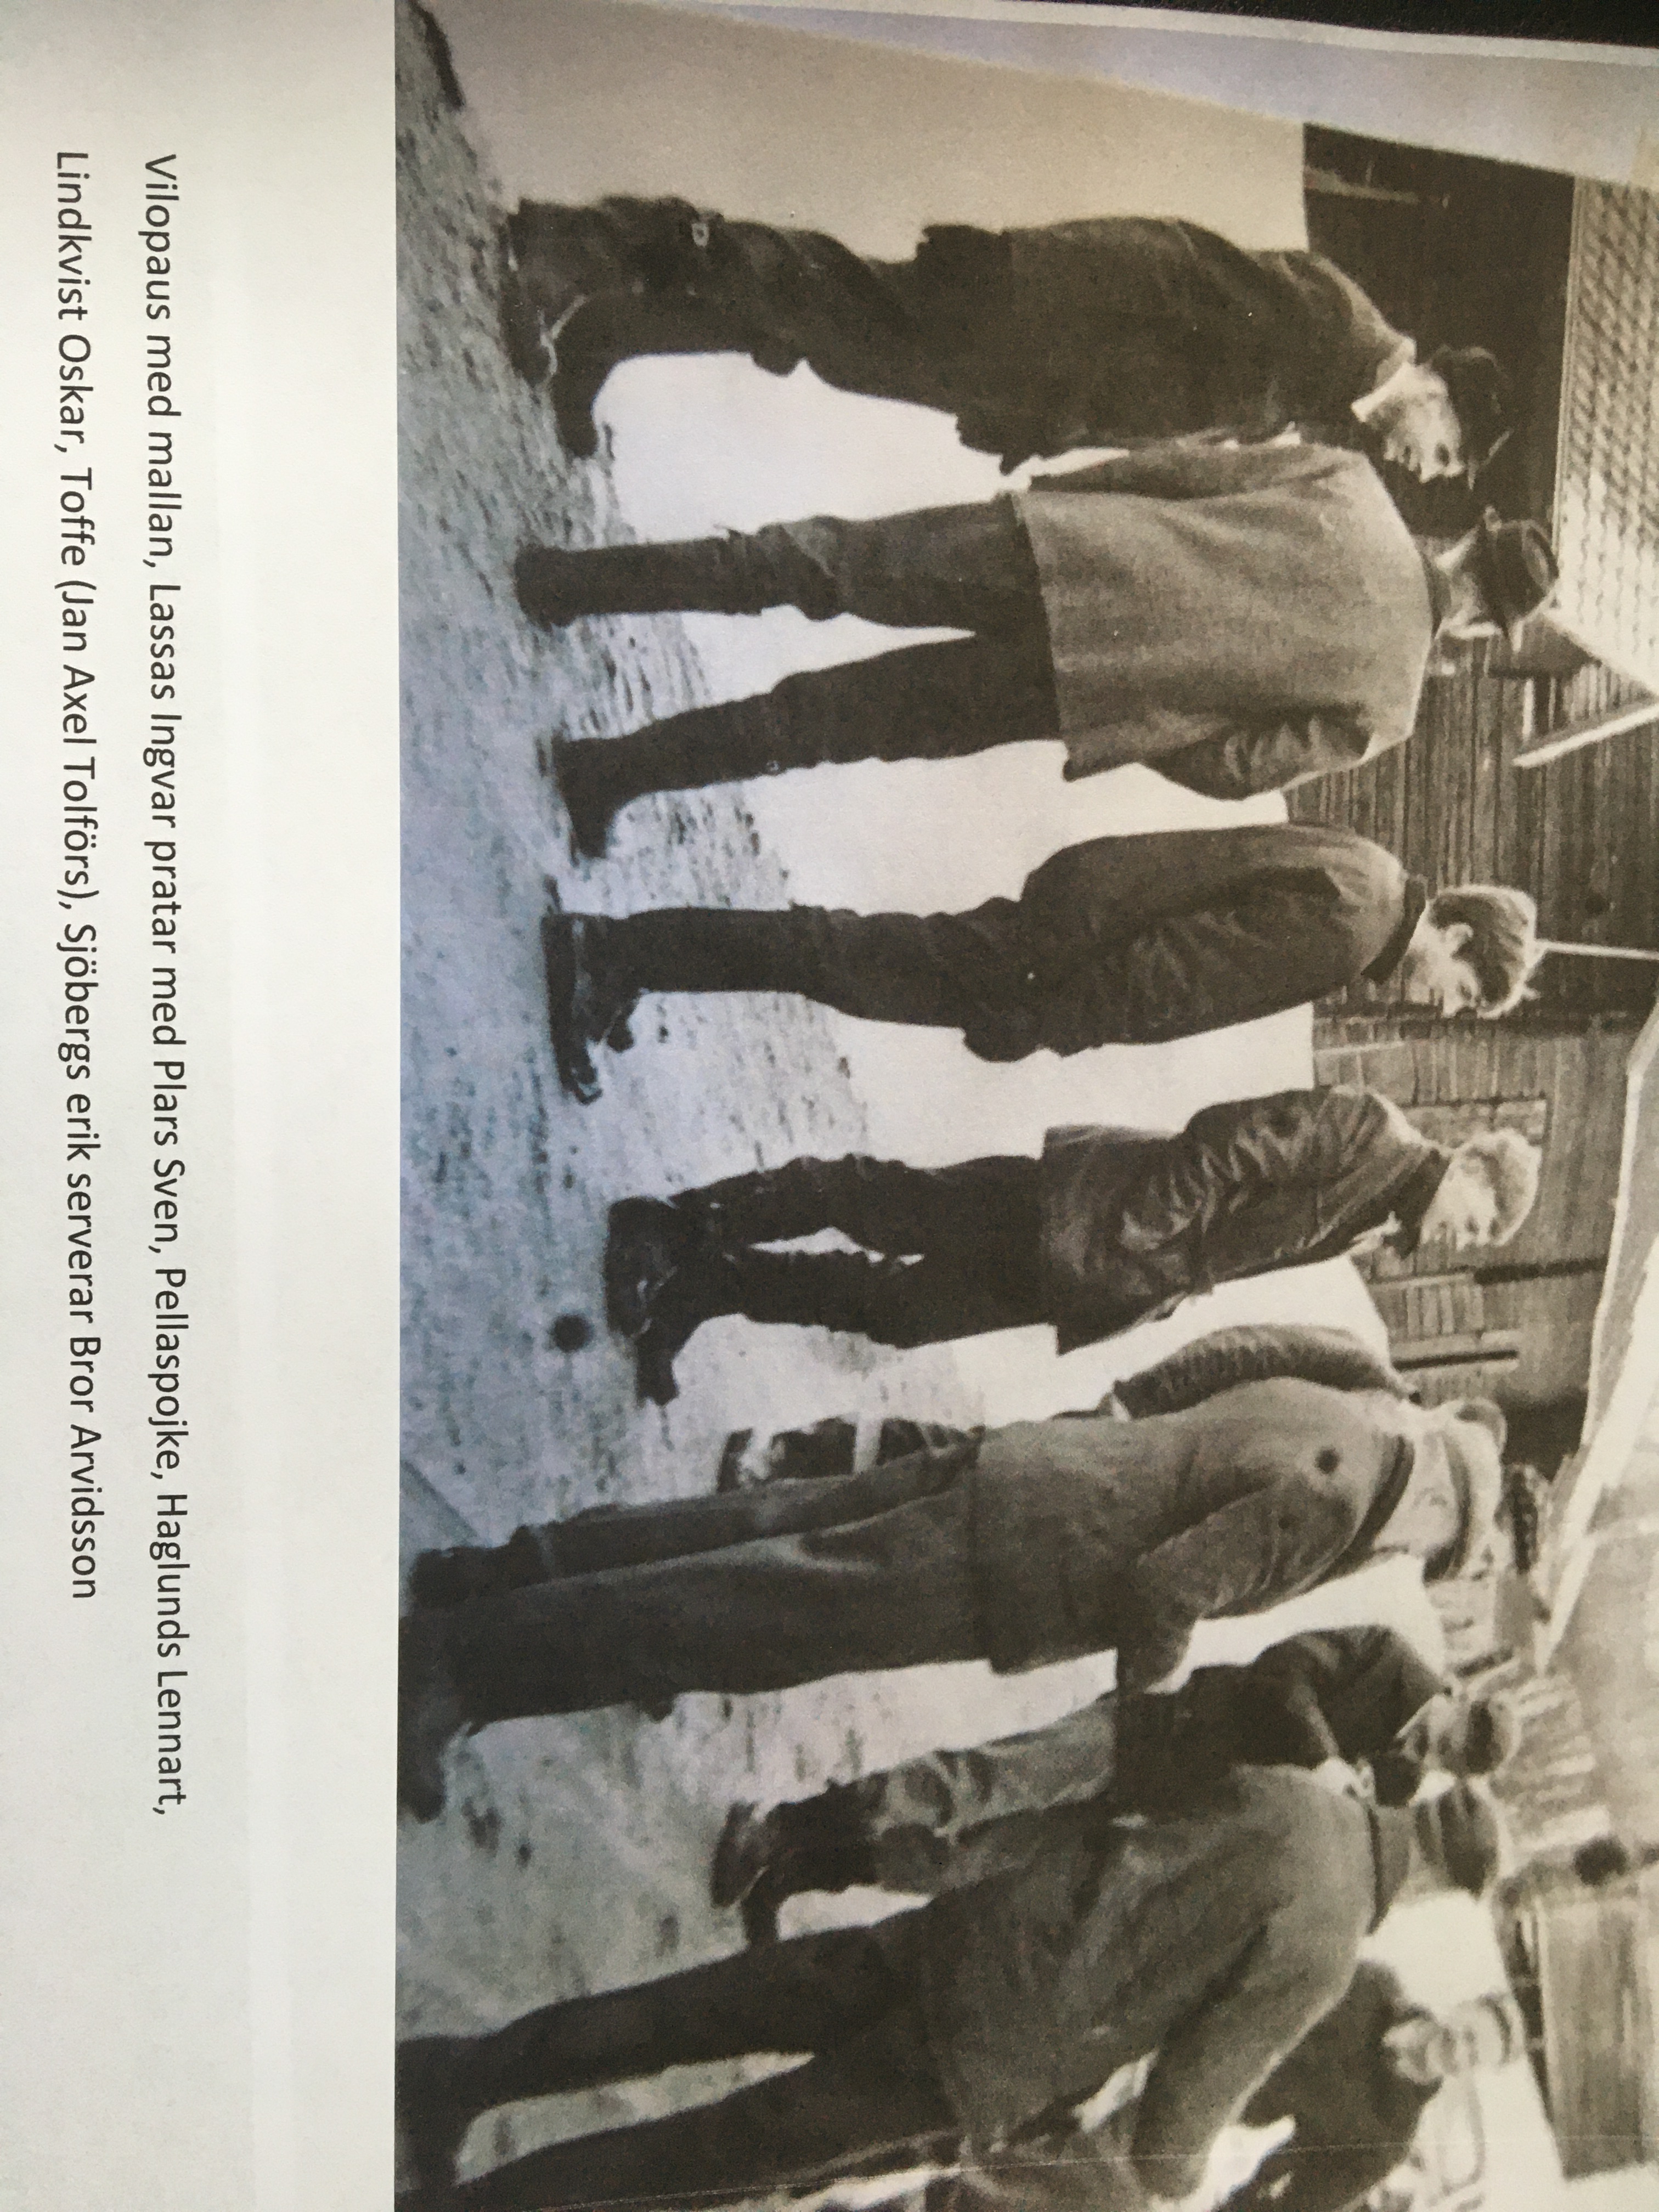 Vilopaus med mallan, Lassas Ingvar pratar med Plars Sven, Pellaspojke, Haglunds Lennart,
Lindkvist Oskar, Toffe (Jan Axel Tolförs), Sjöbergs erik serverar Bror Arvidsson